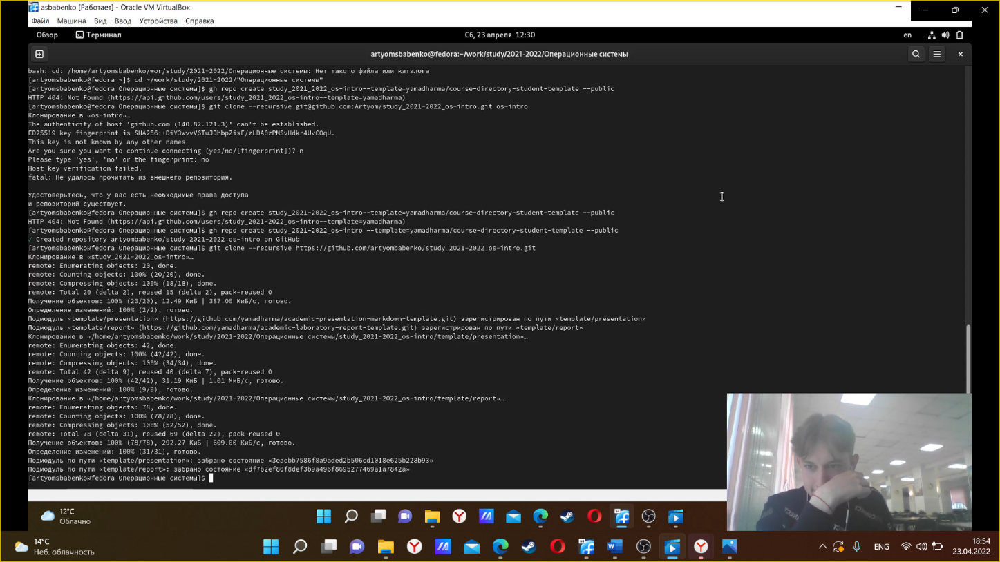 asbabenko [Работает] - Oracle VM VirtualBox
Файл Машина Вид Ввод Устройства Справка
Обзор Терминал Сб, 23 апреля 12:30 en
artyomsbabenko@fedora:~/work/study/2021-2022/Операционные системы
bash: cd: /home/artyomsbabenko/wor/study/2021-2022/Операционные системы: Нет такого файла или каталога
[artyomsbabenko@fedora ~]$ cd ~/work/study/2021-2022/"Операционные системы"
[artyomsbabenko@fedora Операционные системы]$ gh repo create study_2021_2022_os-intro--template=yamadharma/course-directory-student-template --public
HTTP 404: Not Found (https://api.github.com/users/study_2021_2022_os-intro--template=yamadharma)
[artyomsbabenko@fedora Операционные системы]$ git clone --recursive git@github.com:Artyom/study_2021-2022_os-intro.git os-intro
Клонирование в «os-intro»…
The authenticity of host 'github.com (140.82.121.3)' can't be established.
ED25519 key fingerprint is SHA256:+DiY3wvvV6TuJJhbpZisF/zLDA0zPMSvHdkr4UvCOqU.
This key is not known by any other names
Are you sure you want to continue connecting (yes/no/[fingerprint])? n
Please type 'yes', 'no' or the fingerprint: no
Host key verification failed.
fatal: Не удалось прочитать из внешнего репозитория.
Удостоверьтесь, что у вас есть необходимые права доступа
и репозиторий существует.
[artyomsbabenko@fedora Операционные системы]$ gh repo create study_2021-2022_os-intro--template=yamadharma/course-directory-student-template --public
HTTP 404: Not Found (https://api.github.com/users/study_2021-2022_os-intro--template=yamadharma)
[artyomsbabenko@fedora Операционные системы]$ gh repo create study_2021-2022_os-intro --template=yamadharma/course-directory-student-template --public
✓ Created repository artyombabenko/study_2021-2022_os-intro on GitHub
[artyomsbabenko@fedora Операционные системы]$ git clone --recursive https://github.com/artyombabenko/study_2021-2022_os-intro.git
Клонирование в «study_2021-2022_os-intro»…
remote: Enumerating objects: 20, done.
remote: Counting objects: 100% (20/20), done.
remote: Compressing objects: 100% (18/18), done.
remote: Total 20 (delta 2), reused 15 (delta 2), pack-reused 0
Получение объектов: 100% (20/20), 12.49 КиБ | 387.00 КиБ/с, готово.
Определение изменений: 100% (2/2), готово.
Подмодуль «template/presentation» (https://github.com/yamadharma/academic-presentation-markdown-template.git) зарегистрирован по пути «template/presentation»
Подмодуль «template/report» (https://github.com/yamadharma/academic-laboratory-report-template.git) зарегистрирован по пути «template/report»
Клонирование в «/home/artyomsbabenko/work/study/2021-2022/Операционные системы/study_2021-2022_os-intro/template/presentation»…
remote: Enumerating objects: 42, done.
remote: Counting objects: 100% (42/42), done.
remote: Compressing objects: 100% (34/34), done.
remote: Total 42 (delta 9), reused 40 (delta 7), pack-reused 0
Получение объектов: 100% (42/42), 31.19 КиБ | 1.01 МиБ/с, готово.
Определение изменений: 100% (9/9), готово.
Клонирование в «/home/artyomsbabenko/work/study/2021-2022/Операционные системы/study_2021-2022_os-intro/template/report»…
remote: Enumerating objects: 78, done.
remote: Counting objects: 100% (78/78), done.
remote: Compressing objects: 100% (52/52), done.
remote: Total 78 (delta 31), reused 69 (delta 22), pack-reused 0
Получение объектов: 100% (78/78), 292.27 КиБ | 609.00 КиБ/с, готово.
Определение изменений: 100% (31/31), готово.
Подмодуль по пути «template/presentation»: забрано состояние «3eaebb7586f8a9aded2b506cd1018e625b228b93»
Подмодуль по пути «template/report»: забрано состояние «df7b2ef80f8def3b9a496f8695277469a1a7842a»
[artyomsbabenko@fedora Операционные системы]$
12°C
Облачно
14°C
Неб. облачность
ENG
18:54
23.04.2022